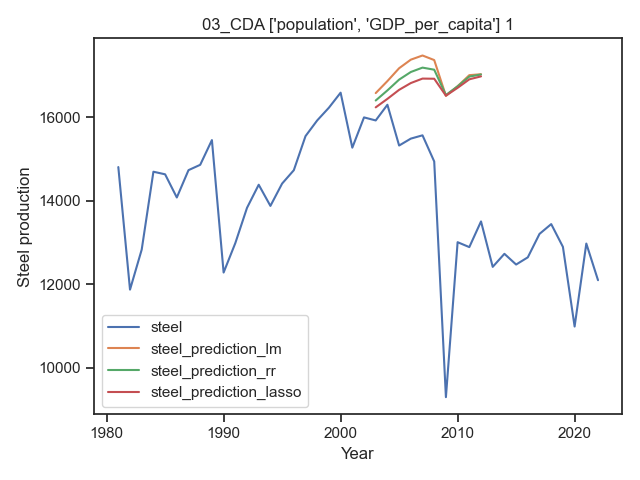 03_CDA ['population', 'GDP_per_capita'] 1
Steel production
16000
14000
12000
10000
steel
steel_prediction_lm
steel_prediction_rr
steel_prediction_lasso
1980
1990
2000
2010
2020
Year